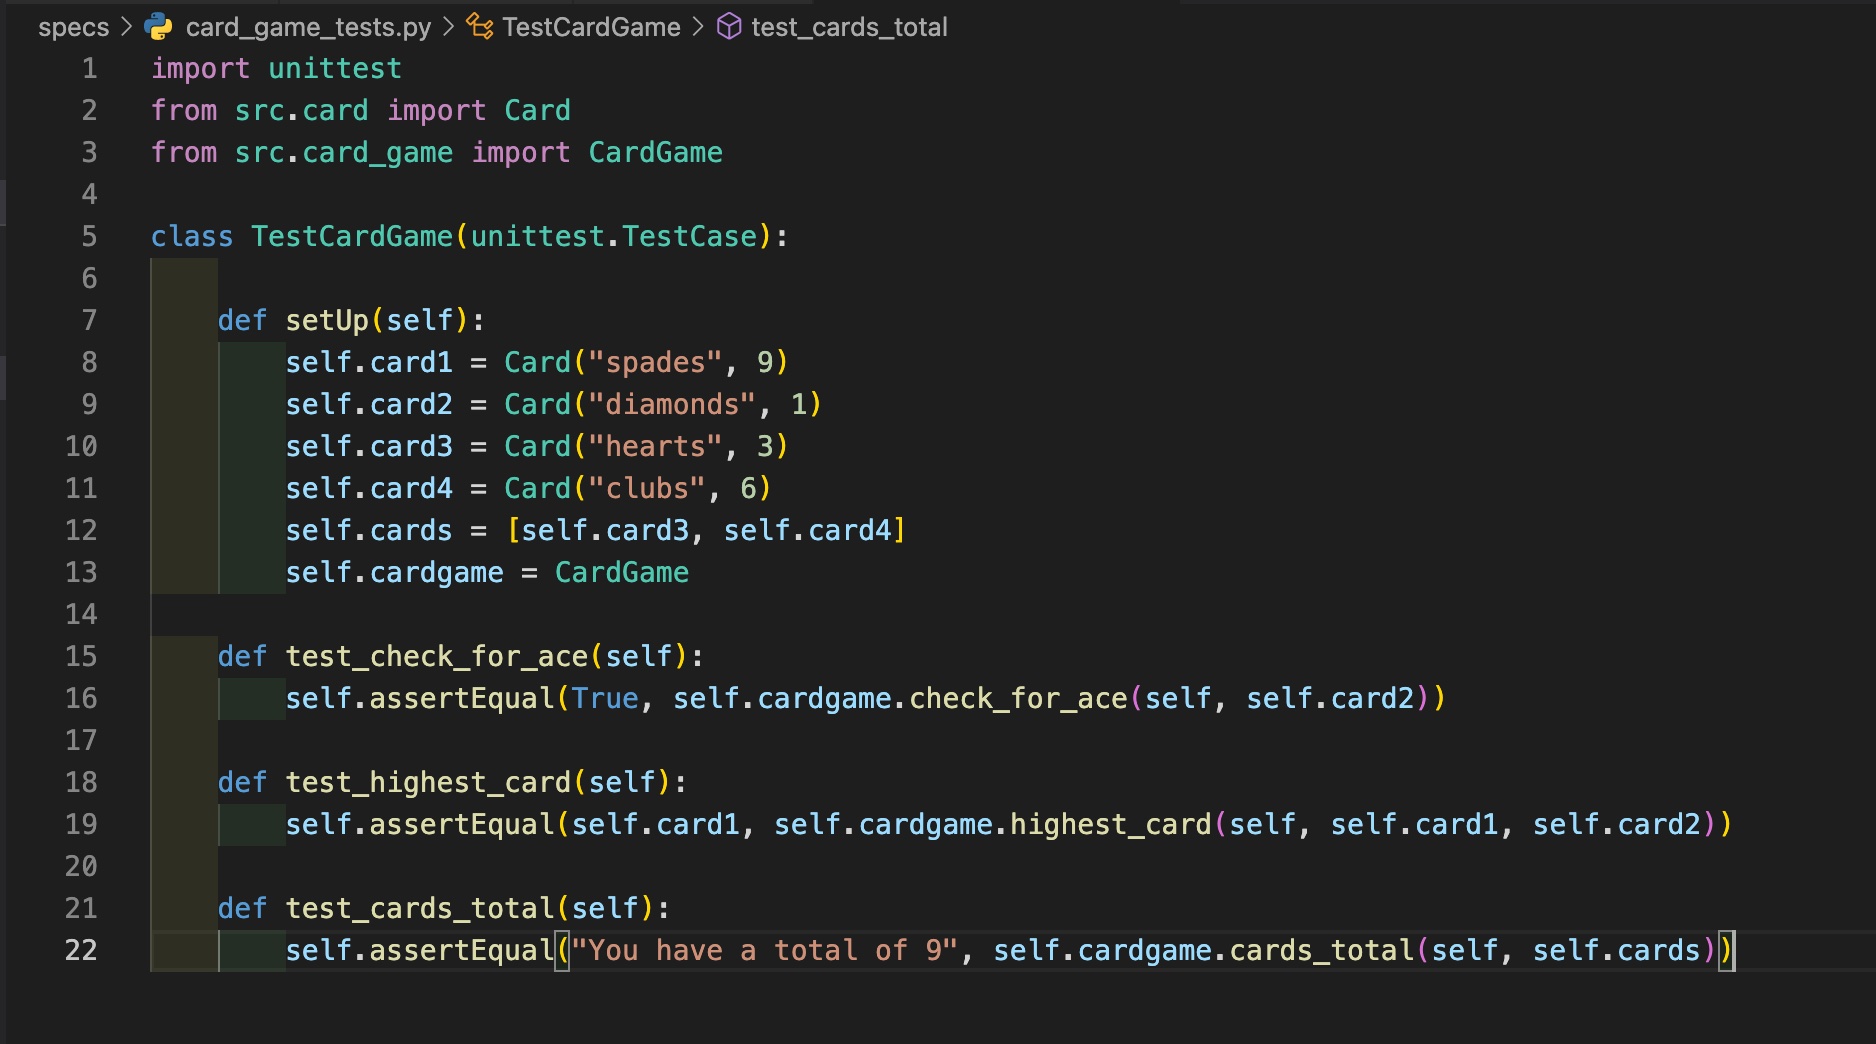 specs > card_game_tests.py > TestCardGame > test_cards_total
1 import unittest
2 from src.card import Card
3 from src.card_game import CardGame
4
5 class TestCardGame(unittest.TestCase):
6
7     def setUp(self):
8         self.card1 = Card("spades", 9)
9         self.card2 = Card("diamonds", 1)
10         self.card3 = Card("hearts", 3)
11         self.card4 = Card("clubs", 6)
12         self.cards = [self.card3, self.card4]
13         self.cardgame = CardGame
14
15     def test_check_for_ace(self):
16         self.assertEqual(True, self.cardgame.check_for_ace(self, self.card2))
17
18     def test_highest_card(self):
19         self.assertEqual(self.card1, self.cardgame.highest_card(self, self.card1, self.card2))
20
21     def test_cards_total(self):
22         self.assertEqual("You have a total of 9", self.cardgame.cards_total(self, self.cards))